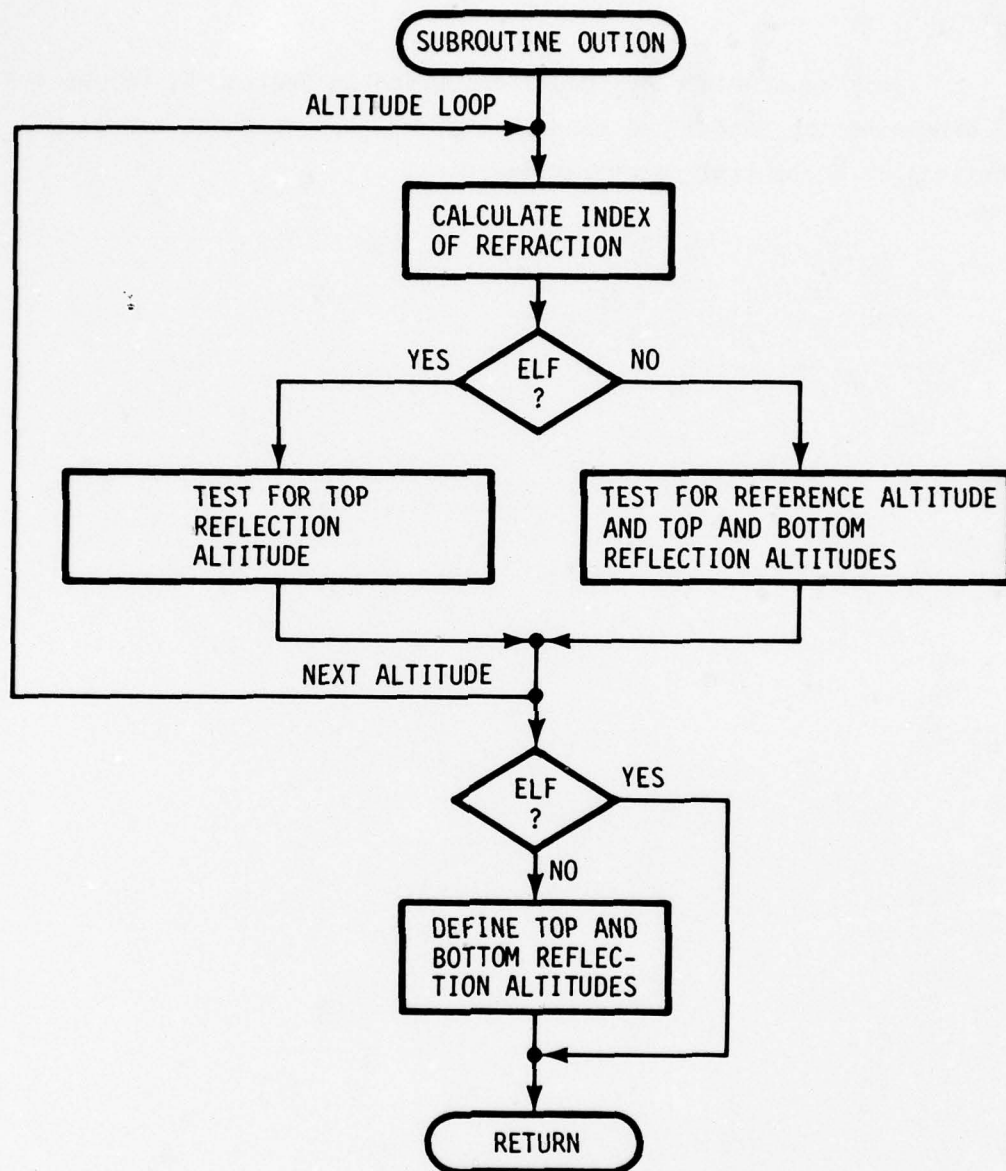 SUBROUTINE OUTION
ALTITUDE LOOP
CALCULATE INDEX
OF REFRACTION
YES
ELF
?
NO
TEST FOR TOP
REFLECTION
ALTITUDE
TEST FOR REFERENCE ALTITUDE
AND TOP AND BOTTOM
REFLECTION ALTITUDES
NEXT ALTITUDE
ELF
?
YES
NO
DEFINE TOP AND
BOTTOM REFLEC-
TION ALTITUDES
RETURN